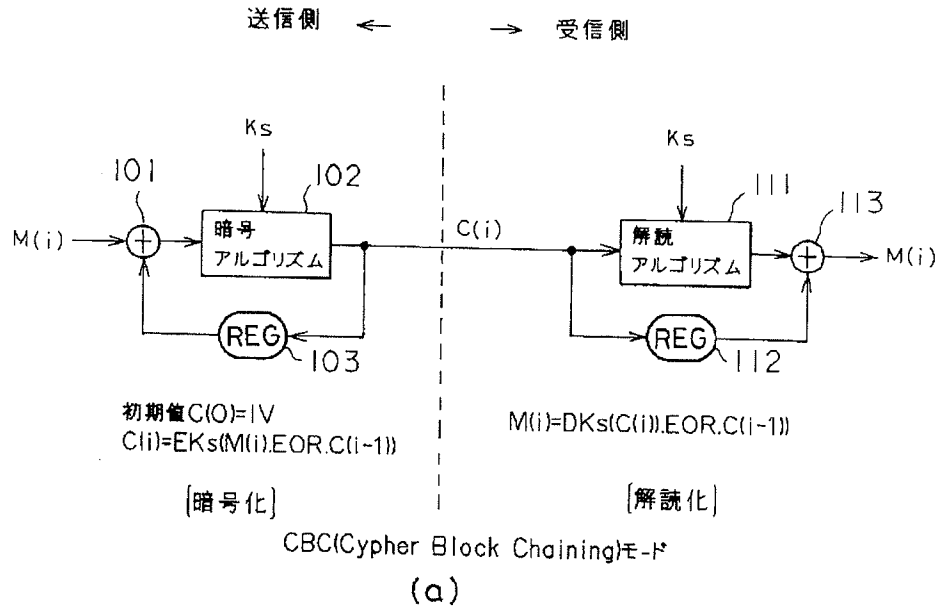 送信側 ← → 受信側
Ks
Ks
101
102
111
113
M(i)
暗号
アルゴリズム
C(i)
解読
アルゴリズム
M(i)
REG
103
REG
112
初期値C(0)=IV
C(i)=EKs(M(i).EOR.C(i-1))
M(i)=DKs(C(i)).EOR.C(i-1))
[暗号化]
[解読化]
CBC(Cypher Block Chaining)モード
(a)